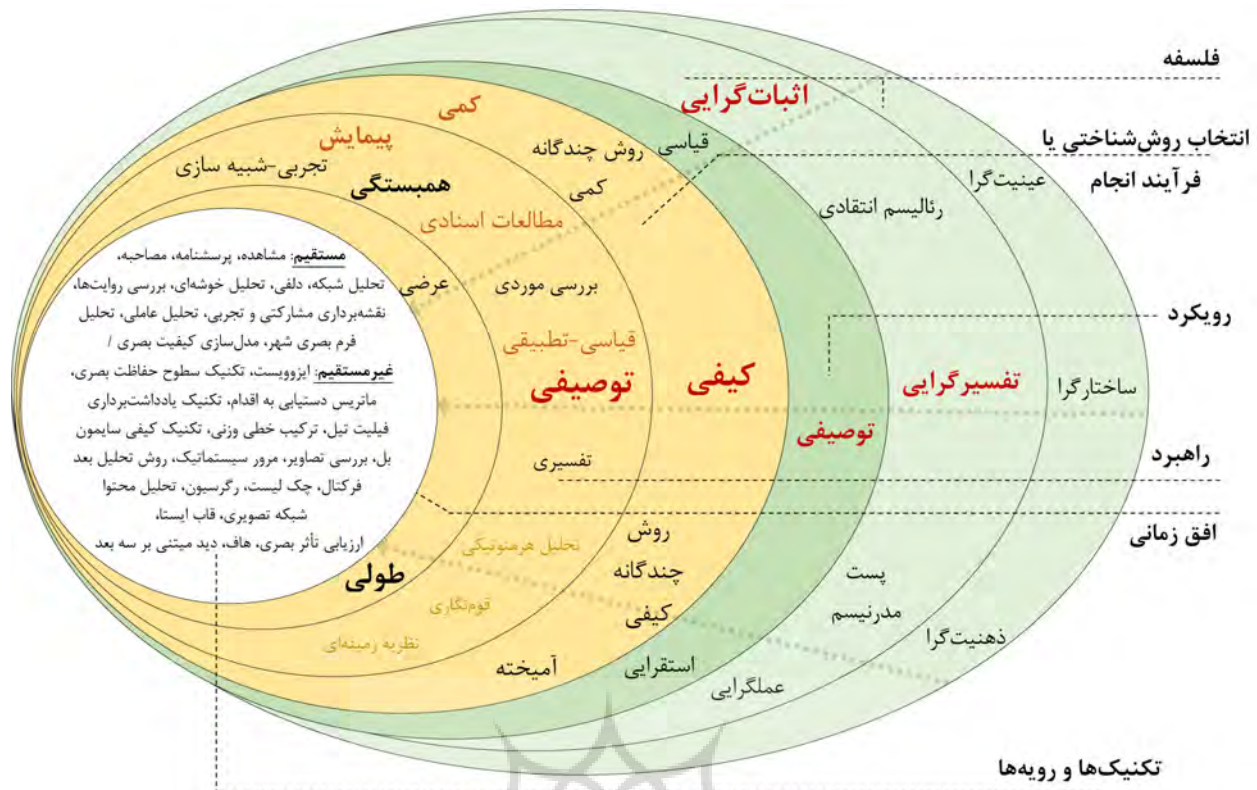 فلسفه
اثبات‌گرایی
کمی
انتخاب روش‌شناختی یا
فرآیند انجام
قیاسی
روش چندگانه
کمی
پیمایش
تجربی-شبیه سازی
همبستگی
عینیت‌گرا
رئالیسم انتقادی
مطالعات اسنادی
عرضی
بررسی موردی
رویکرد
قیاسی-تطبیقی
توصیفی
کیفی
تفسیرگرایی
ساختارگرا
توصیفی
راهبرد
تفسیری
افق زمانی
مستقیم: مشاهده، پرسشنامه، مصاحبه،
تحلیل شبکه، دلفی، تحلیل خوشه‌ای، بررسی روایت‌ها،
نقشه‌برداری مشارکتی و تجربی، تحلیل عاملی، تحلیل
فرم بصری شهر، مدل‌سازی کیفیت بصری /
غیرمستقیم: ایزوویست، تکنیک سطوح حفاظت بصری،
ماتریس دستیابی به اقدام، تکنیک یادداشت‌برداری
فیلیت تیل، ترکیب خطی وزنی، تکنیک کیفی سایمون
بل، بررسی تصاویر، مرور سیستماتیک، روش تحلیل بعد
فرکتال، چک لیست، رگرسیون، تحلیل محتوا
شبکه تصویری، قاب ایستا،
ارزیابی تأثر بصری، هاف، دید مبتنی بر سه بعد
تحلیل هرمنوتیکی
روش
چندگانه
کیفی
طولی
قوم‌نگاری
نظریه زمینه‌ای
آمیخته
استقرایی
پست
مدرنیسم
ذهنیت‌گرا
عملگرایی
تکنیک‌ها و رویه‌ها